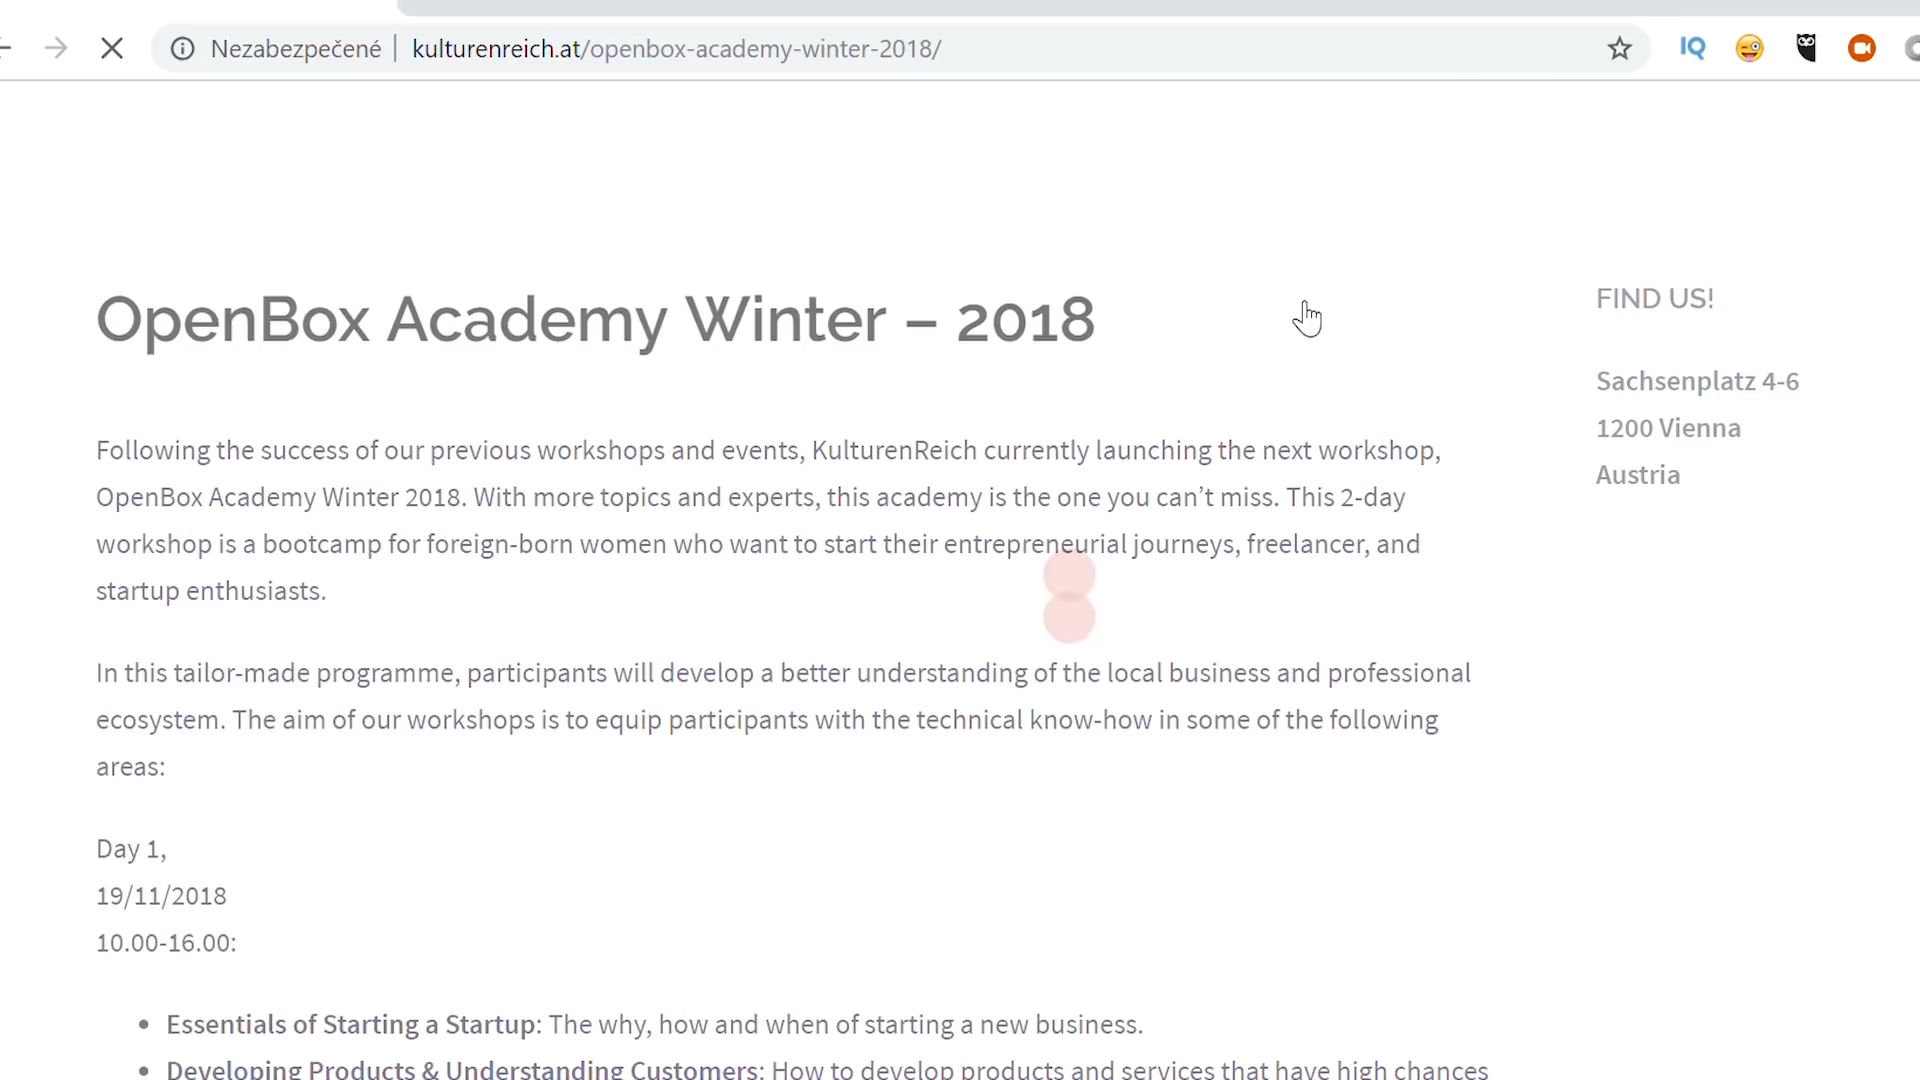 Nezabezpečené | kulturenreich.at/openbox-academy-winter-2018/
IQ
OpenBox Academy Winter – 2018
Following the success of our previous workshops and events, KulturenReich currently launching the next workshop,
OpenBox Academy Winter 2018. With more topics and experts, this academy is the one you can’t miss. This 2-day
workshop is a bootcamp for foreign-born women who want to start their entrepreneurial journeys, freelancer, and
startup enthusiasts.
In this tailor-made programme, participants will develop a better understanding of the local business and professional
ecosystem. The aim of our workshops is to equip participants with the technical know-how in some of the following
areas:
Day 1,
19/11/2018
10.00-16.00:
• Essentials of Starting a Startup: The why, how and when of starting a new business.
• Developing Products & Understanding Customers: How to develop products and services that have high chances
FIND US!
Sachsenplatz 4-6
1200 Vienna
Austria